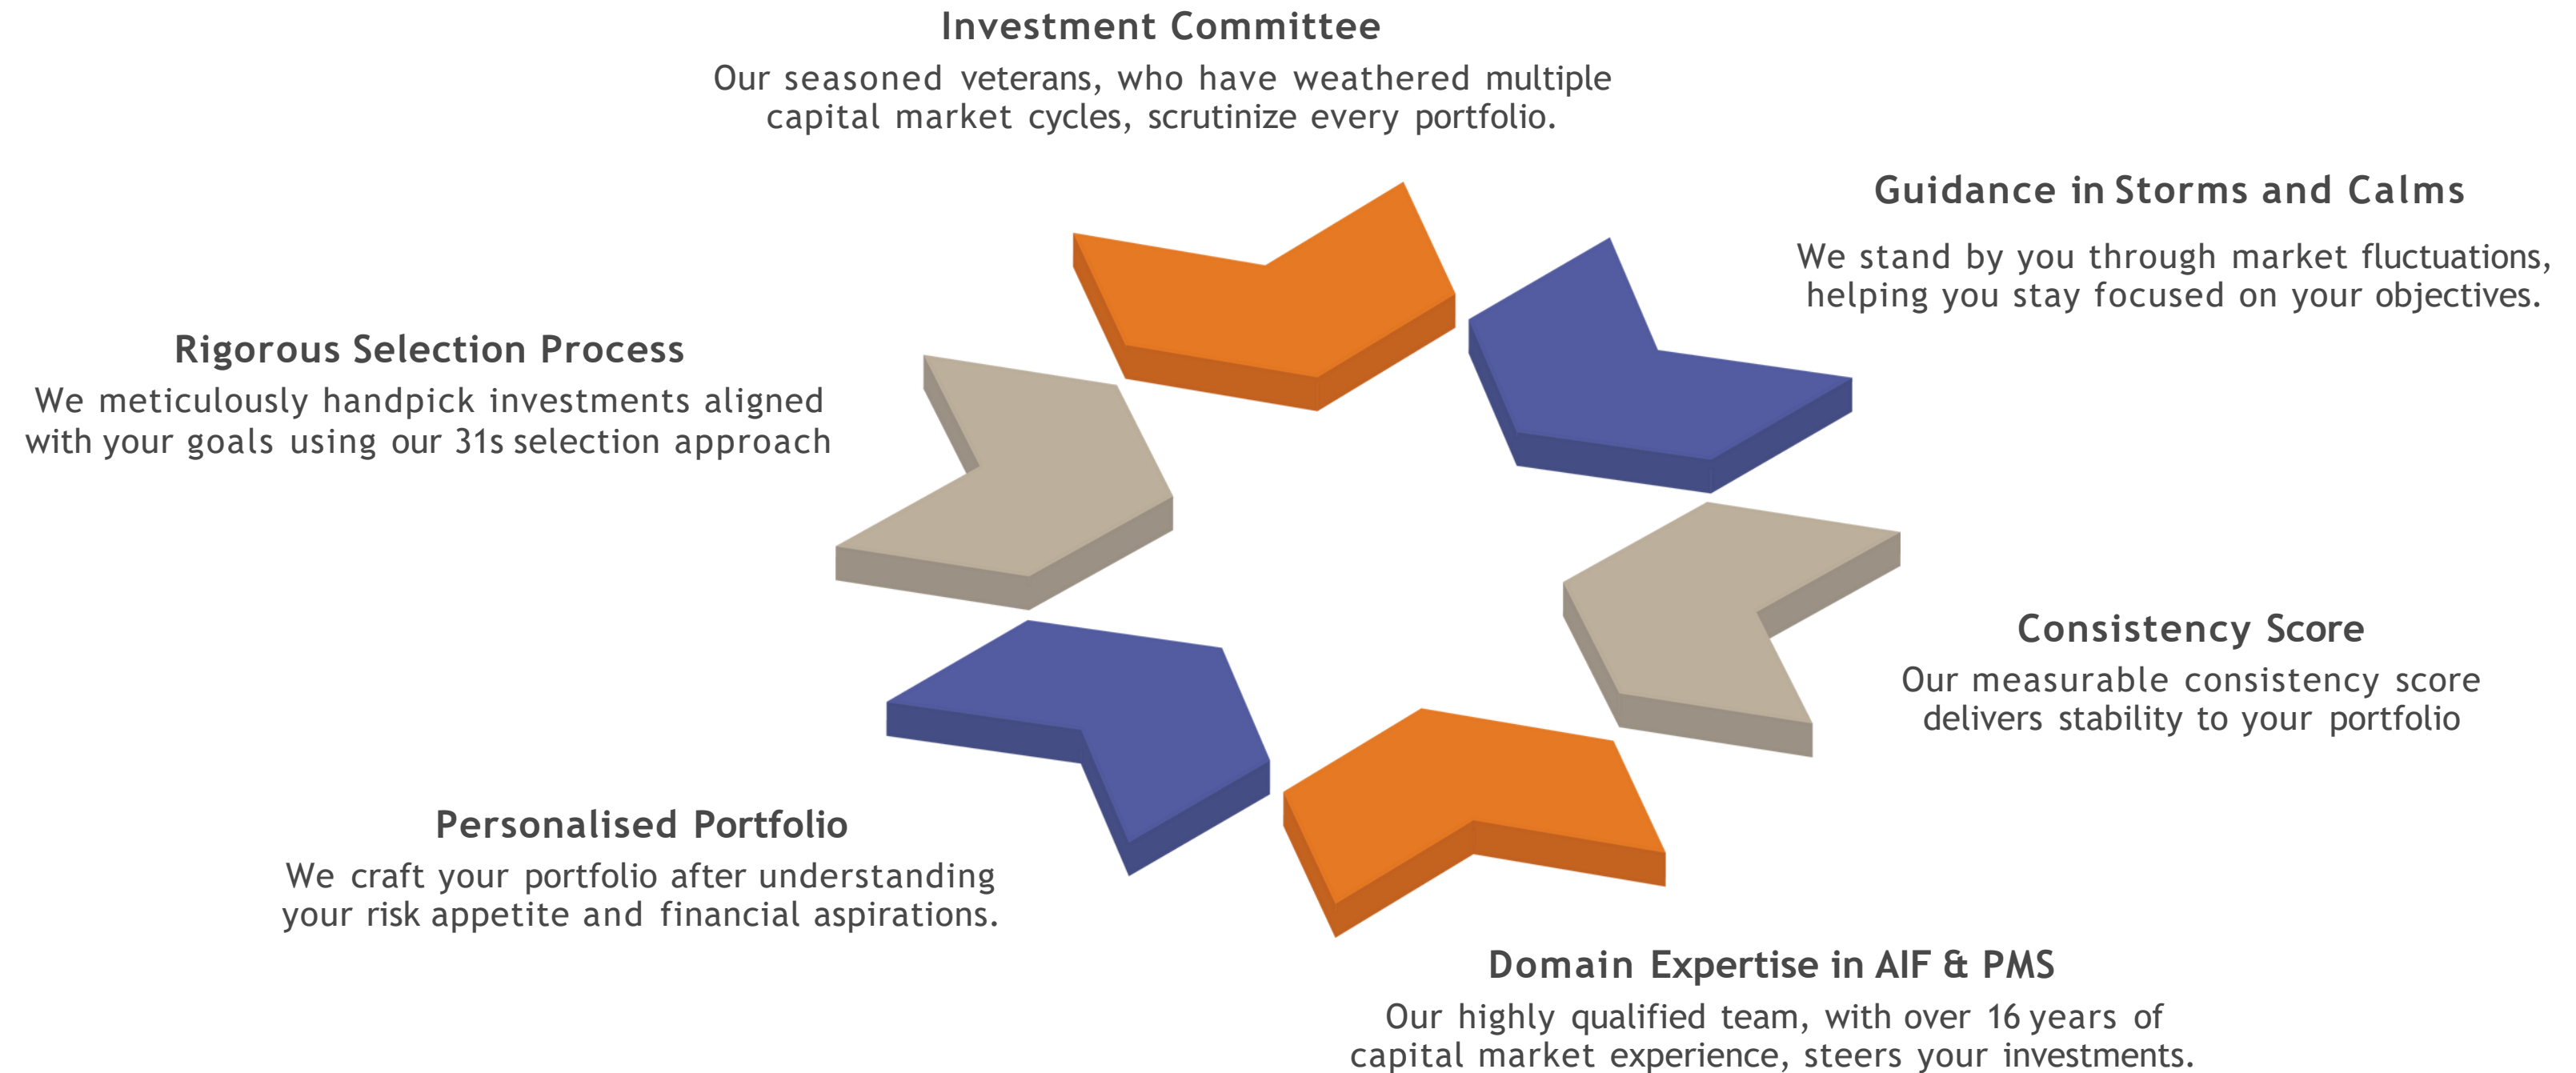 Investment Committee
Our seasoned veterans, who have weathered multiple
capital market cycles, scrutinize every portfolio.
Guidance in Storms and Calms
We stand by you through market fluctuations,
helping you stay focused on your objectives.
Rigorous Selection Process
We meticulously handpick investments aligned
with your goals using our 31s selection approach
Consistency Score
Our measurable consistency score
delivers stability to your portfolio
Personalised Portfolio
We craft your portfolio after understanding
your risk appetite and financial aspirations.
Domain Expertise in AIF & PMS
Our highly qualified team, with over 16 years of
capital market experience, steers your investments.